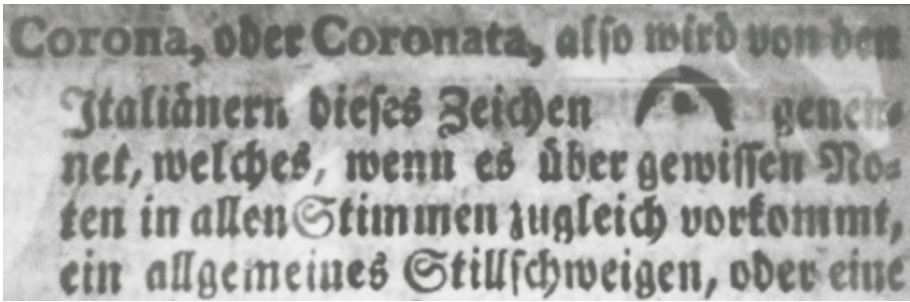 Corona, oder Coronata, also wird von den
Italiänern dieses Zeichen 𝄐 genen-
net, welches, wenn es über gewissen No-
ten in allen Stimmen zugleich vorkommt,
ein allgemeines Stillschweigen, oder eine